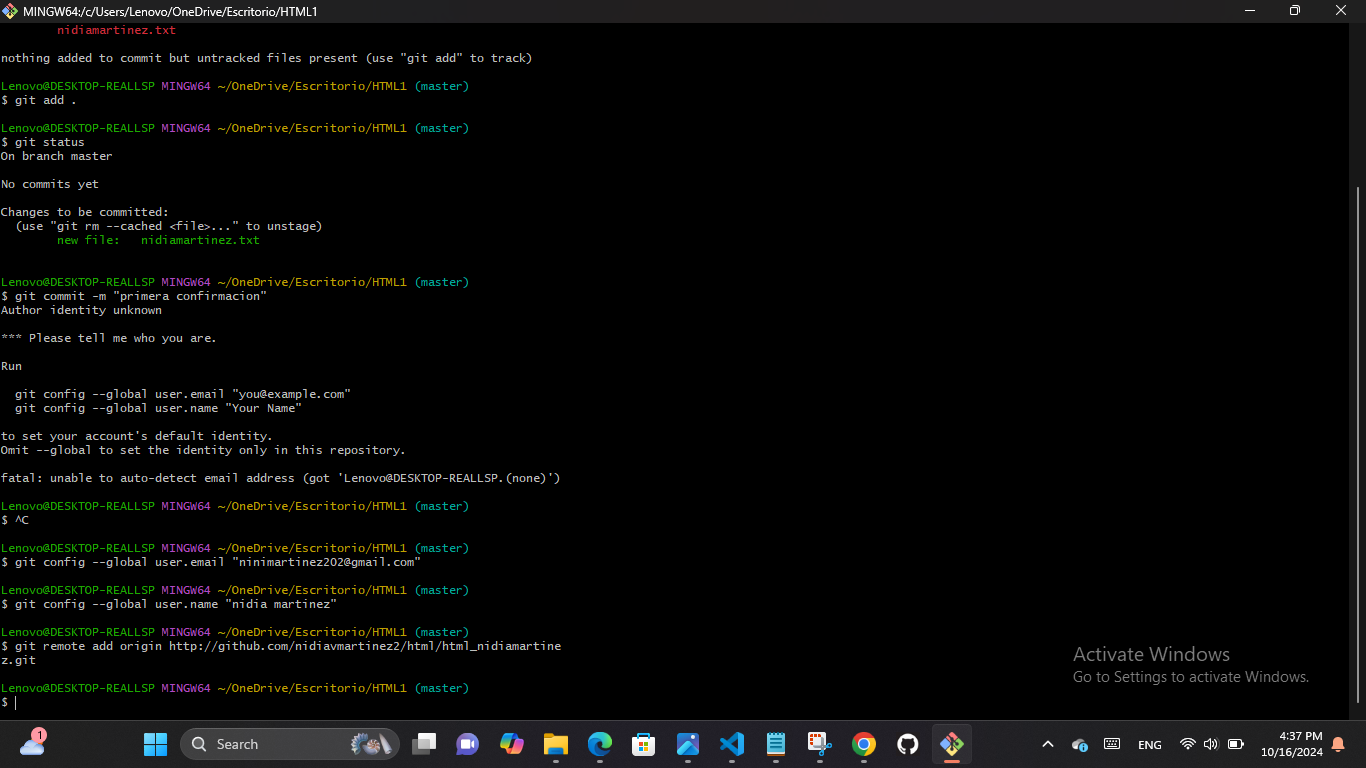 MINGW64:/c/Users/Lenovo/OneDrive/Escritorio/HTML1
nidiamartinez.txt
nothing added to commit but untracked files present (use "git add" to track)
Lenovo@DESKTOP-REALLSP MINGW64 ~/OneDrive/Escritorio/HTML1 (master)
$ git add .
Lenovo@DESKTOP-REALLSP MINGW64 ~/OneDrive/Escritorio/HTML1 (master)
$ git status
On branch master
No commits yet
Changes to be committed:
(use "git rm --cached <file>..." to unstage)
new file:   nidiamartinez.txt
Lenovo@DESKTOP-REALLSP MINGW64 ~/OneDrive/Escritorio/HTML1 (master)
$ git commit -m "primera confirmacion"
Author identity unknown
*** Please tell me who you are.
Run
git config --global user.email "you@example.com"
git config --global user.name "Your Name"
to set your account's default identity.
Omit --global to set the identity only in this repository.
fatal: unable to auto-detect email address (got 'Lenovo@DESKTOP-REALLSP.(none)')
Lenovo@DESKTOP-REALLSP MINGW64 ~/OneDrive/Escritorio/HTML1 (master)
$ ^C
Lenovo@DESKTOP-REALLSP MINGW64 ~/OneDrive/Escritorio/HTML1 (master)
$ git config --global user.email "ninimartinez202@gmail.com"
Lenovo@DESKTOP-REALLSP MINGW64 ~/OneDrive/Escritorio/HTML1 (master)
$ git config --global user.name "nidia martinez"
Lenovo@DESKTOP-REALLSP MINGW64 ~/OneDrive/Escritorio/HTML1 (master)
$ git remote add origin http://github.com/nidiavmartinez2/html/html_nidiamartine
z.git
Lenovo@DESKTOP-REALLSP MINGW64 ~/OneDrive/Escritorio/HTML1 (master)
$
Activate Windows
Go to Settings to activate Windows.
1
Search
ENG
4:37 PM
10/16/2024